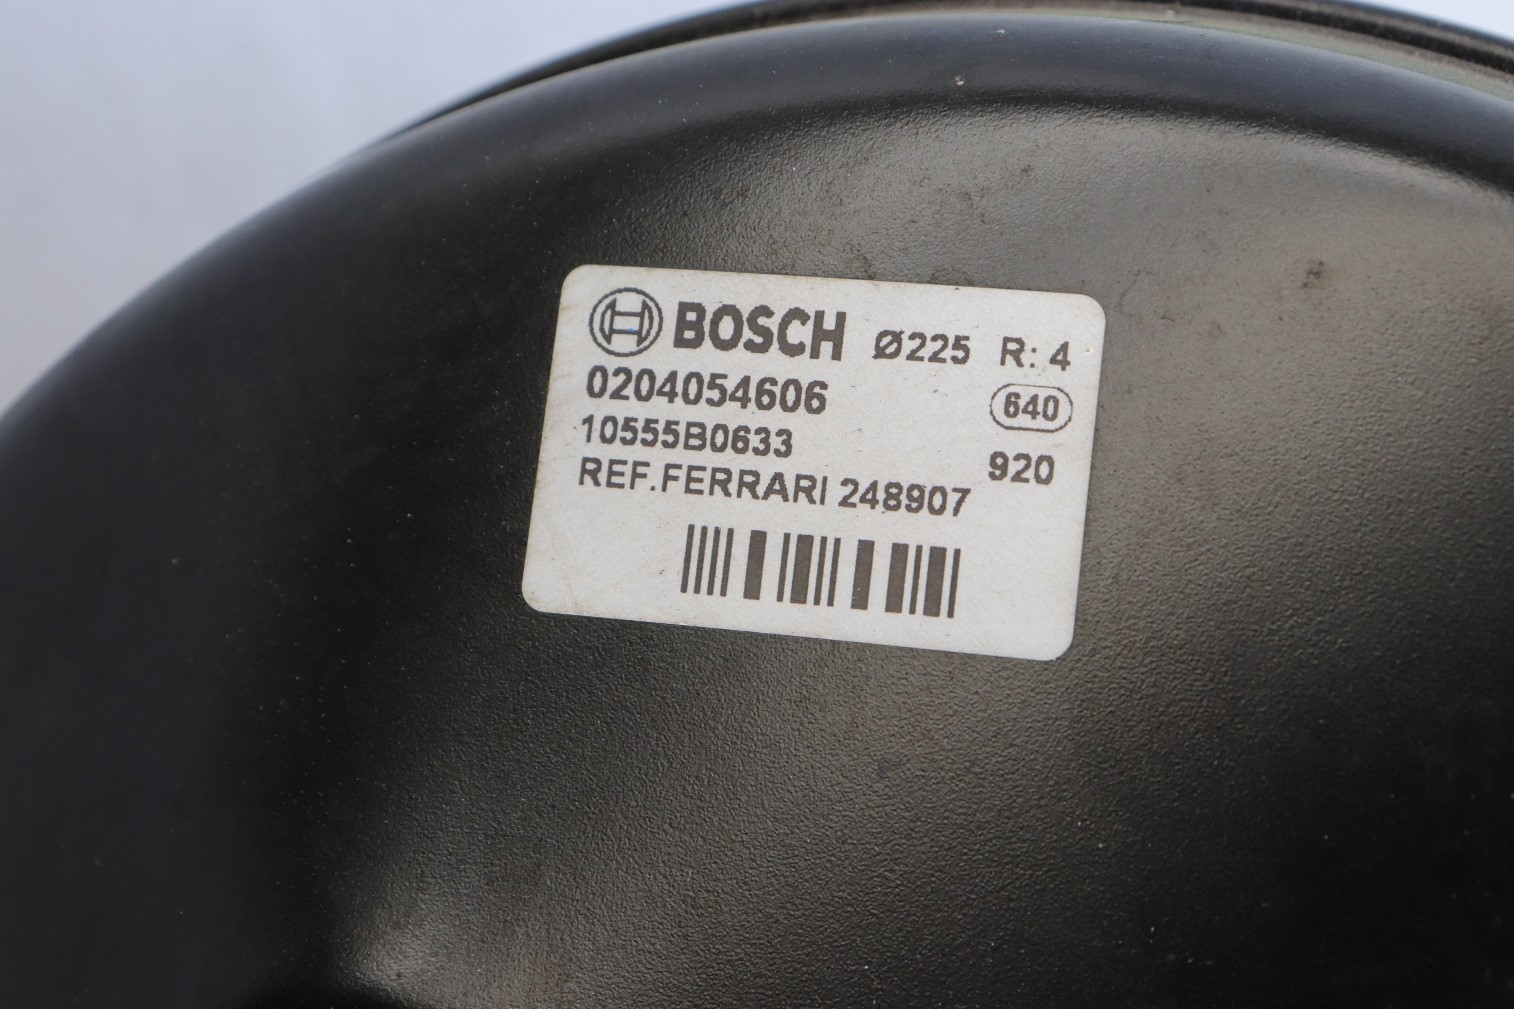 BOSCH Ø225 R: 4
0204054606 640
10555B0633 920
REF.FERRARI 248907